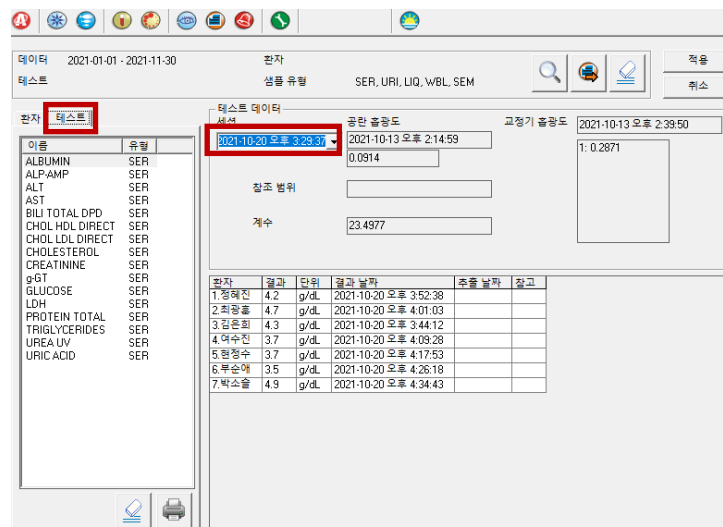 데이터 2021-01-01 - 2021-11-30 환자
테스트 샘플 유형 SER, URI, LIQ, WBL, SEM
적용
취소
환자 테스트
이름 유형
ALBUMIN SER
ALP-AMP SER
ALT SER
AST SER
BILI TOTAL DPD SER
CHOL HDL DIRECT SER
CHOL LDL DIRECT SER
CHOLESTEROL SER
CREATININE SER
g-GT SER
GLUCOSE SER
LDH SER
PROTEIN TOTAL SER
TRIGLYCERIDES SER
UREA UV SER
URIC ACID SER
테스트 데이터
세션 공란 흡광도 교정기 흡광도 2021-10-13 오후 2:39:50
2021-10-20 오후 3:29:37 2021-10-13 오후 2:14:59 1: 0.2871
0.0914
참조 범위
계수 23.4977
환자 결과 단위 결과 날짜 추출 날짜 참고
1.정혜진 4.2 g/dL 2021-10-20 오후 3:52:38
2.최광홍 4.7 g/dL 2021-10-20 오후 4:01:03
3.김은희 4.3 g/dL 2021-10-20 오후 3:44:12
4.여수진 3.7 g/dL 2021-10-20 오후 4:09:28
5.현정수 3.7 g/dL 2021-10-20 오후 4:17:53
6.부순애 3.5 g/dL 2021-10-20 오후 4:26:18
7.박소슬 4.9 g/dL 2021-10-20 오후 4:34:43